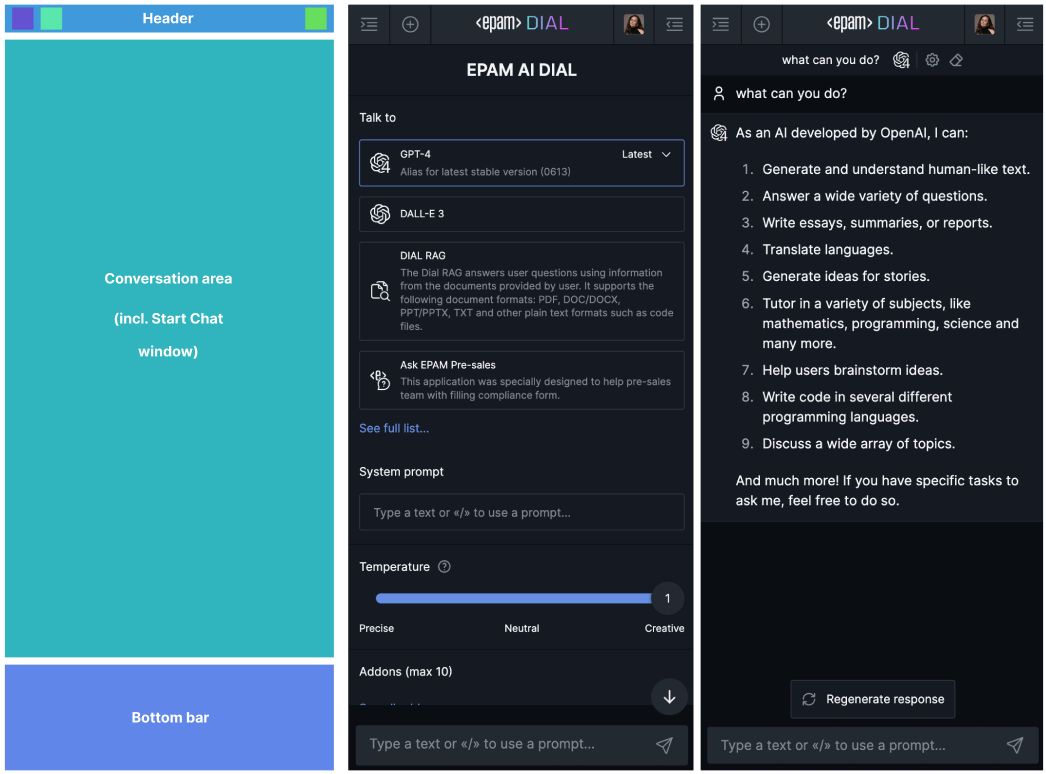 Header
Conversation area
(incl. Start Chat
window)
Bottom bar
<epam> DIAL
EPAM AI DIAL
Talk to
GPT-4
Alias for latest stable version (0613)
Latest
DALL-E 3
DIAL RAG
The Dial RAG answers user questions using information
from the documents provided by user. It supports the
following document formats: PDF, DOC/DOCX,
PPT/PPTX, TXT and other plain text formats such as code
files.
Ask EPAM Pre-sales
This application was specially designed to help pre-sales
team with filling compliance form.
See full list...
System prompt
Type a text or «/» to use a prompt...
Temperature
1
Precise Neutral Creative
Addons (max 10)
Type a text or «/» to use a prompt...
<epam> DIAL
what can you do?
what can you do?
As an AI developed by OpenAI, I can:
1. Generate and understand human-like text.
2. Answer a wide variety of questions.
3. Write essays, summaries, or reports.
4. Translate languages.
5. Generate ideas for stories.
6. Tutor in a variety of subjects, like
mathematics, programming, science and
many more.
7. Help users brainstorm ideas.
8. Write code in several different
programming languages.
9. Discuss a wide array of topics.
And much more! If you have specific tasks to
ask me, feel free to do so.
Regenerate response
Type a text or «/» to use a prompt...